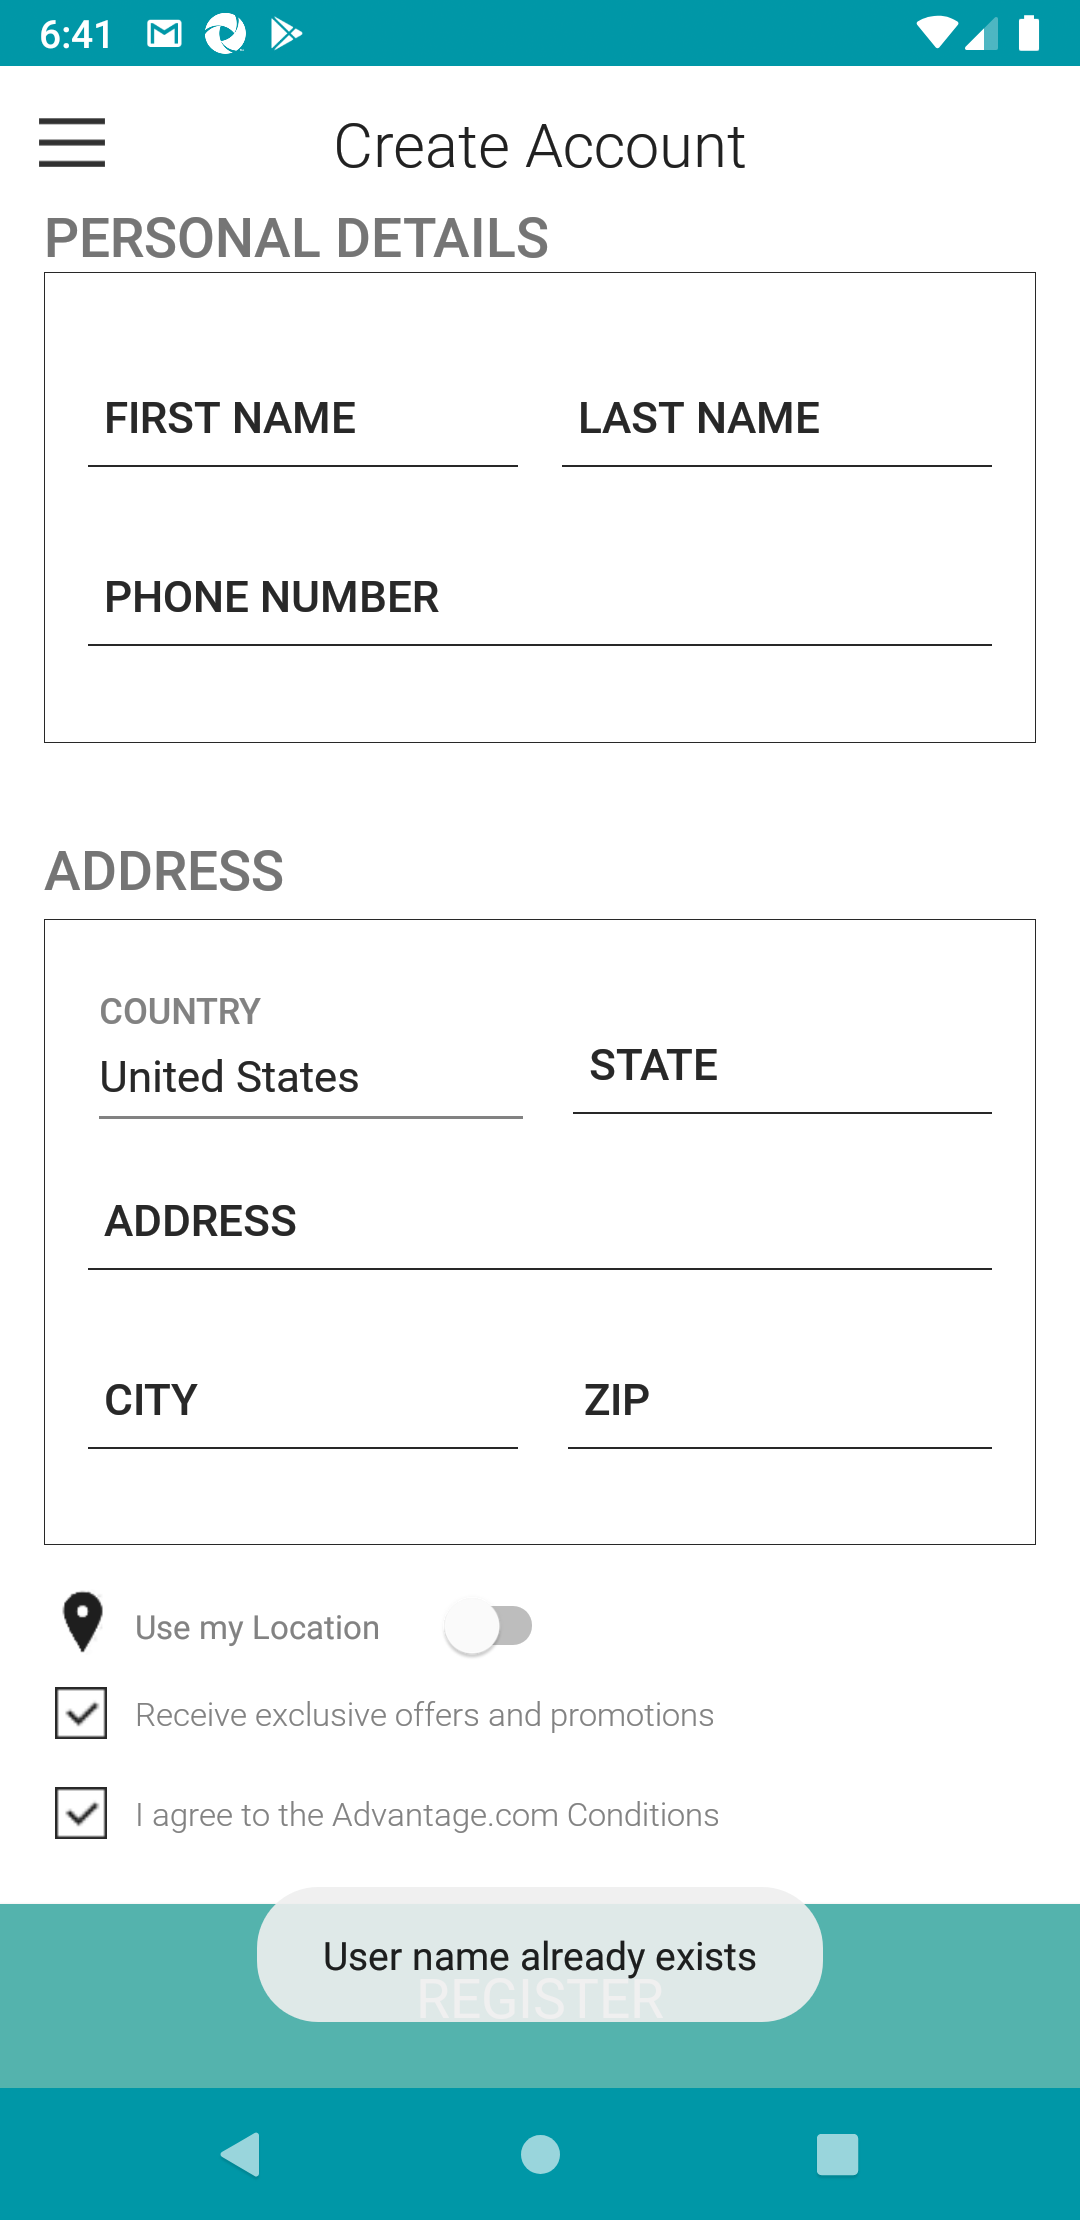 6:41
Create Account
PERSONAL DETAILS
FIRST NAME
LAST NAME
PHONE NUMBER
ADDRESS
COUNTRY
United States
STATE
ADDRESS
CITY
ZIP
Use my Location
Receive exclusive offers and promotions
I agree to the Advantage.com Conditions
User name already exists
REGISTER